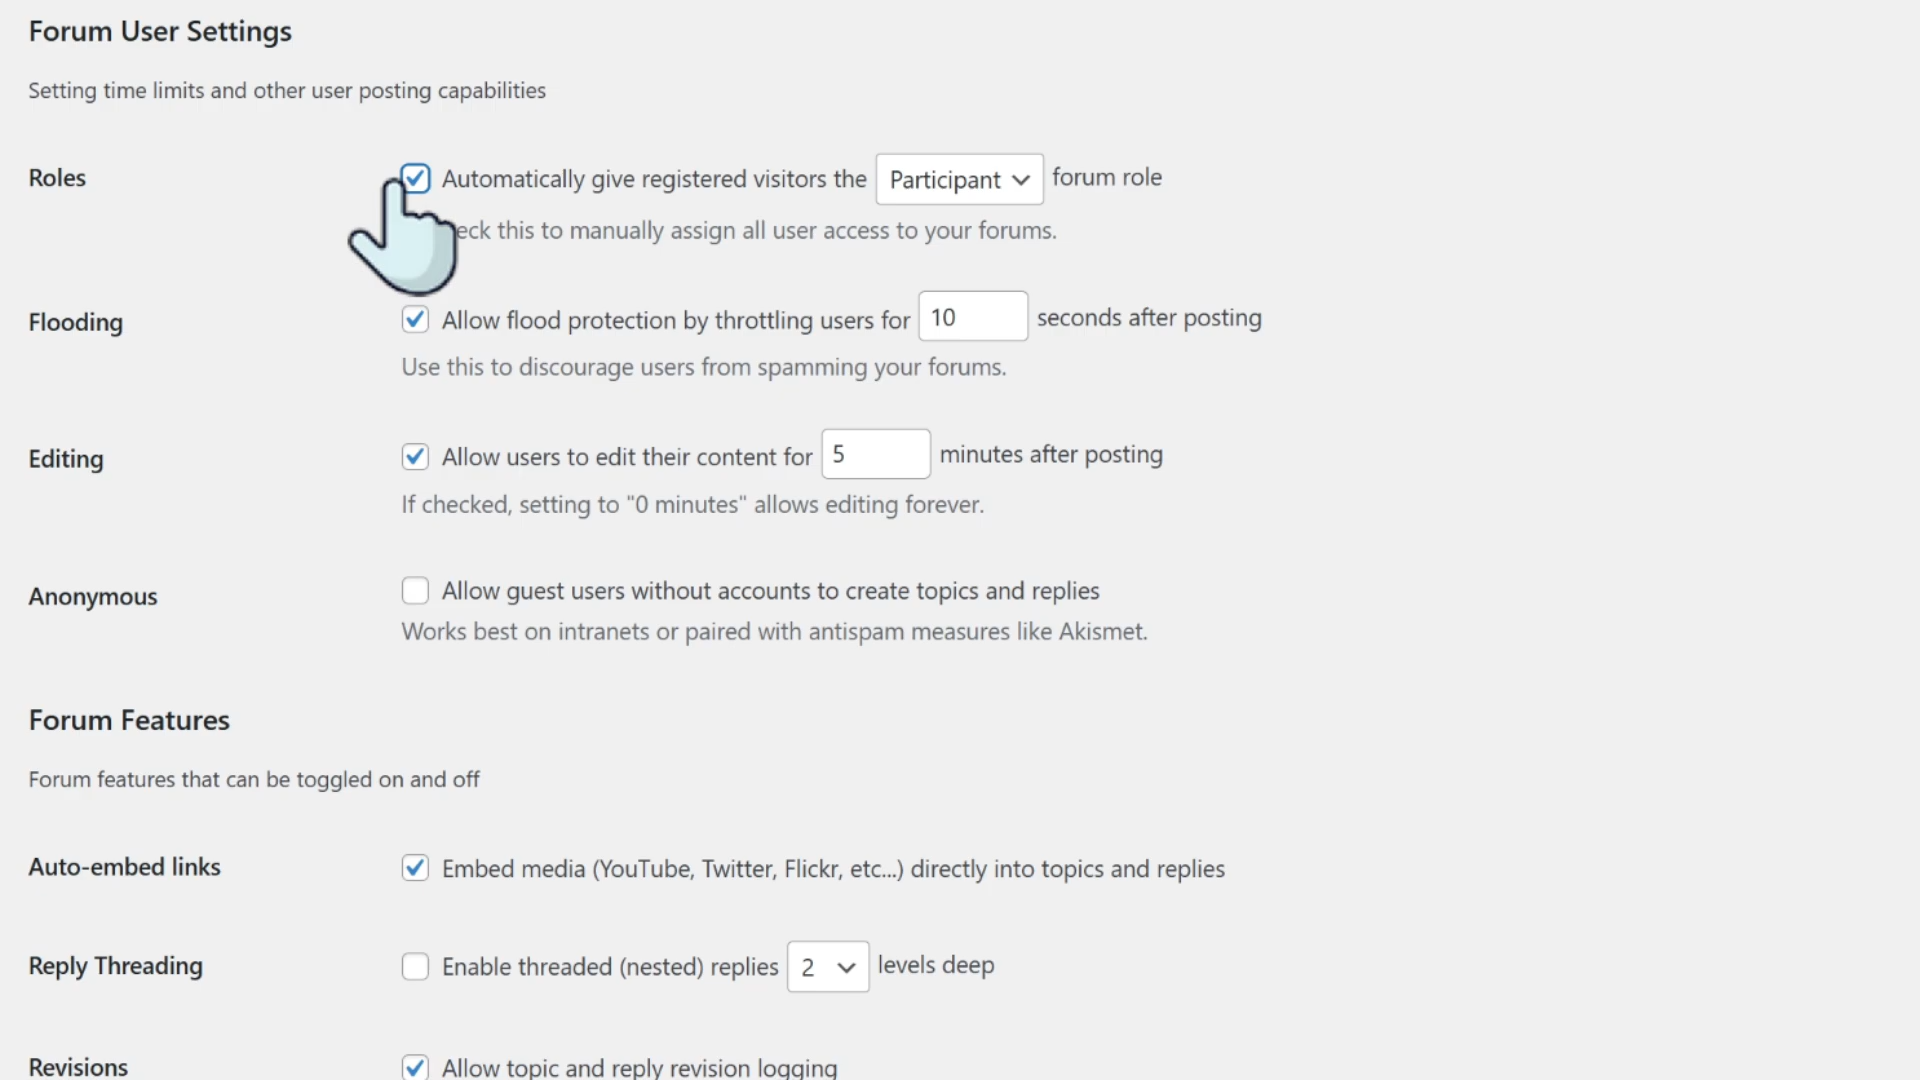 Forum User Settings
Setting time limits and other user posting capabilities
Roles
Automatically give registered visitors the Participant forum role
eck this to manually assign all user access to your forums.
Flooding
Allow flood protection by throttling users for 10 seconds after posting
Use this to discourage users from spamming your forums.
Editing
Allow users to edit their content for 5 minutes after posting
If checked, setting to "0 minutes" allows editing forever.
Anonymous
Allow guest users without accounts to create topics and replies
Works best on intranets or paired with antispam measures like Akismet.
Forum Features
Forum features that can be toggled on and off
Auto-embed links
Embed media (YouTube, Twitter, Flickr, etc...) directly into topics and replies
Reply Threading
Enable threaded (nested) replies 2 levels deep
Revisions
Allow topic and reply revision logging